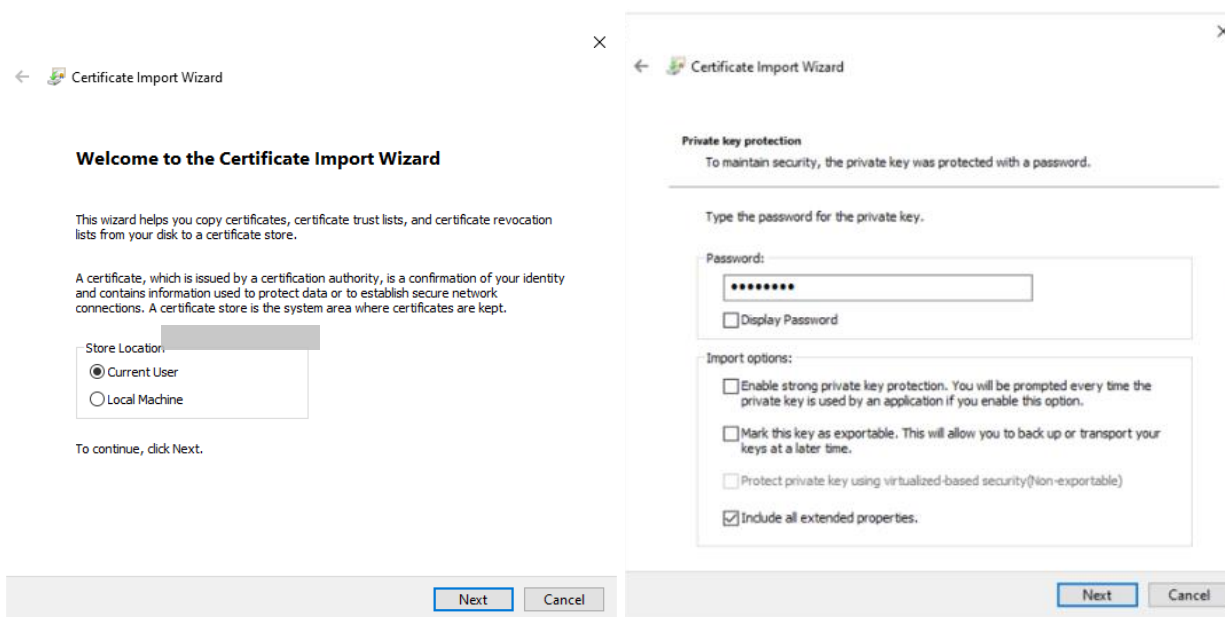 Certificate Import Wizard
Welcome to the Certificate Import Wizard
This wizard helps you copy certificates, certificate trust lists, and certificate revocation
lists from your disk to a certificate store.
A certificate, which is issued by a certification authority, is a confirmation of your identity
and contains information used to protect data or to establish secure network
connections. A certificate store is the system area where certificates are kept.
Store Location
Current User
Local Machine
To continue, click Next.
Next
Cancel
Certificate Import Wizard
Private key protection
To maintain security, the private key was protected with a password.
Type the password for the private key.
Password:
••••••••
Display Password
Import options:
Enable strong private key protection. You will be prompted every time the
private key is used by an application if you enable this option.
Mark this key as exportable. This will allow you to back up or transport your
keys at a later time.
Protect private key using virtualized-based security(Non-exportable)
Include all extended properties.
Next
Cancel